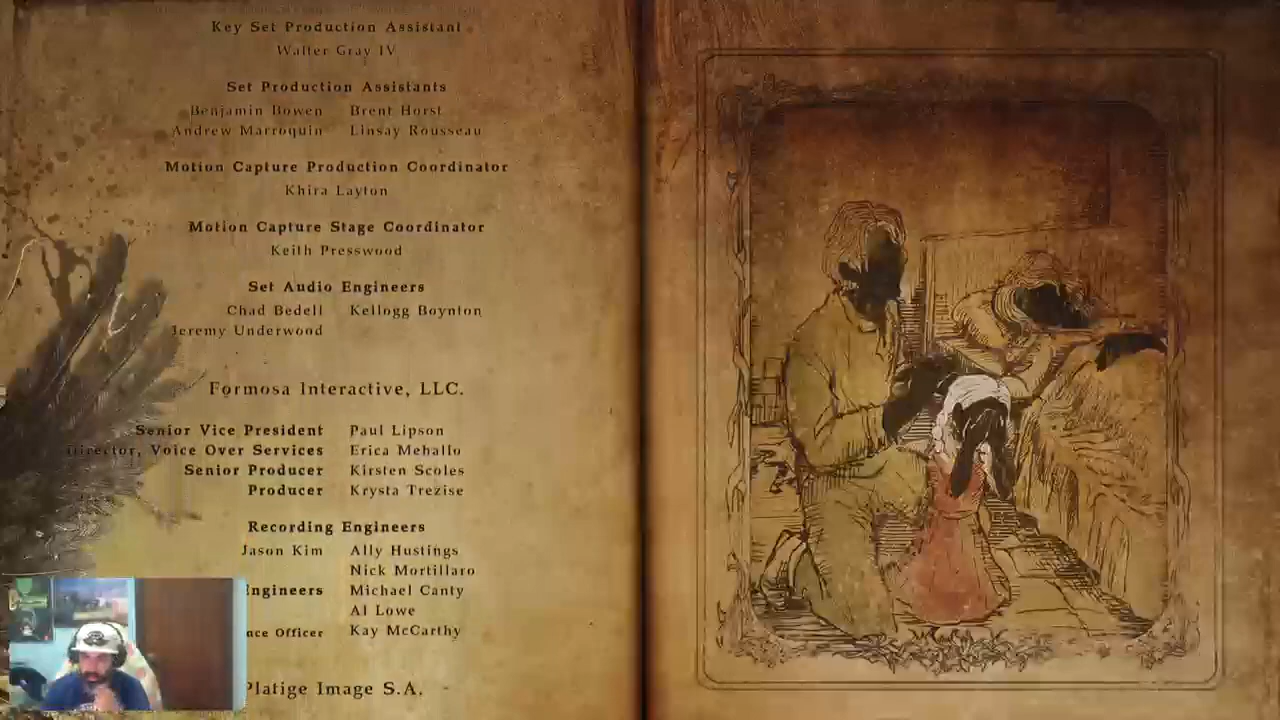 Key Set Production Assistant
Walter Gray IV
Set Production Assistants
Benjamin Bowen Brent Horst
Andrew Marroquin Linsay Rousseau
Motion Capture Production Coordinator
Khira Layton
Motion Capture Stage Coordinator
Keith Presswood
Set Audio Engineers
Chad Bedell Kellogg Boynton
Jeremy Underwood
Formosa Interactive, LLC.
Senior Vice President Paul Lipson
Director, Voice Over Services Erica Mehallo
Senior Producer Kirsten Scoles
Producer Krysta Trezise
Recording Engineers
Jason Kim Ally Hustings
Nick Mortillaro
Engineers Michael Canty
Al Lowe
nce Officer Kay McCarthy
Platige Image S.A.